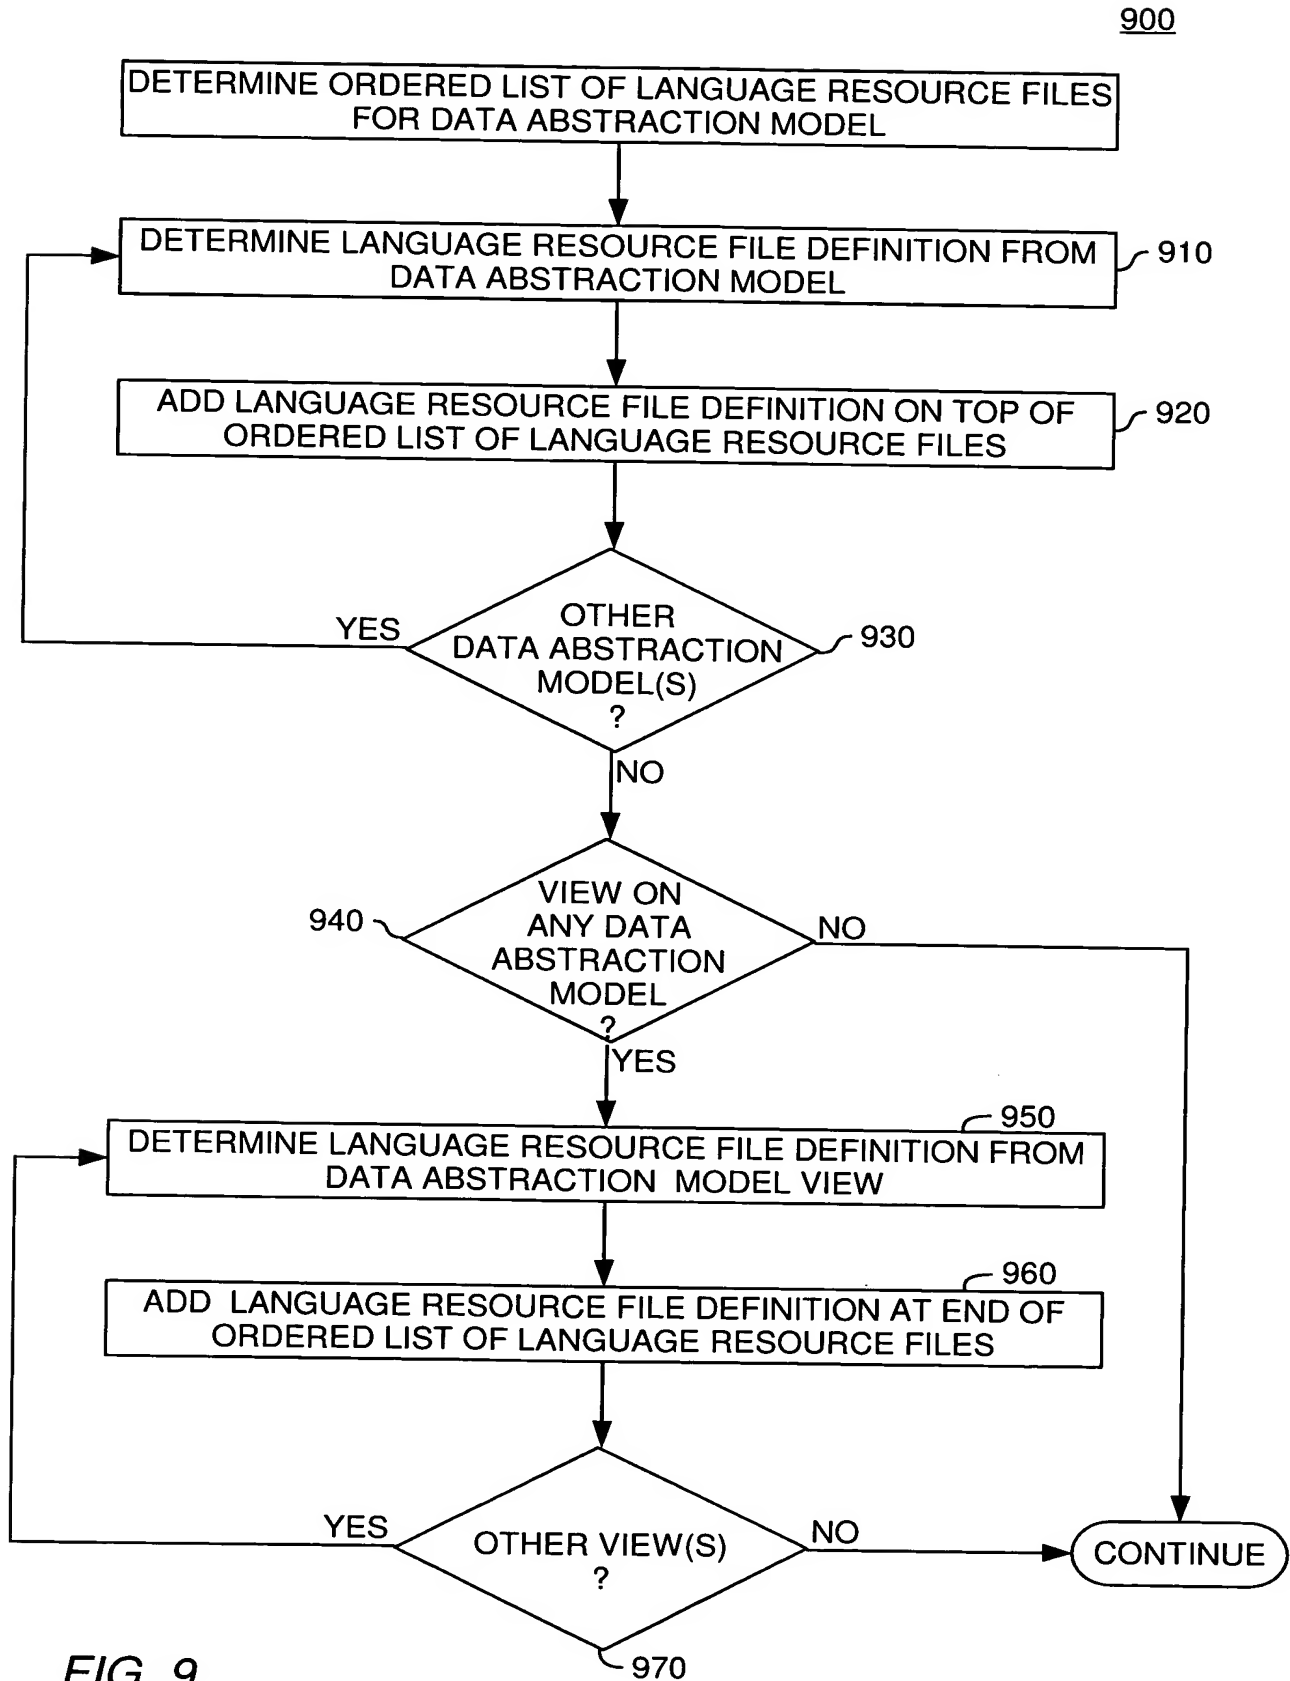 900
DETERMINE ORDERED LIST OF LANGUAGE RESOURCE FILES
FOR DATA ABSTRACTION MODEL
DETERMINE LANGUAGE RESOURCE FILE DEFINITION FROM
DATA ABSTRACTION MODEL
910
ADD LANGUAGE RESOURCE FILE DEFINITION ON TOP OF
ORDERED LIST OF LANGUAGE RESOURCE FILES
920
YES
OTHER
DATA ABSTRACTION
MODEL(S)
?
930
NO
940
VIEW ON
ANY DATA
ABSTRACTION
MODEL
?
NO
YES
950
DETERMINE LANGUAGE RESOURCE FILE DEFINITION FROM
DATA ABSTRACTION MODEL VIEW
960
ADD LANGUAGE RESOURCE FILE DEFINITION AT END OF
ORDERED LIST OF LANGUAGE RESOURCE FILES
YES
OTHER VIEW(S)
?
NO
CONTINUE
970
FIG. 9